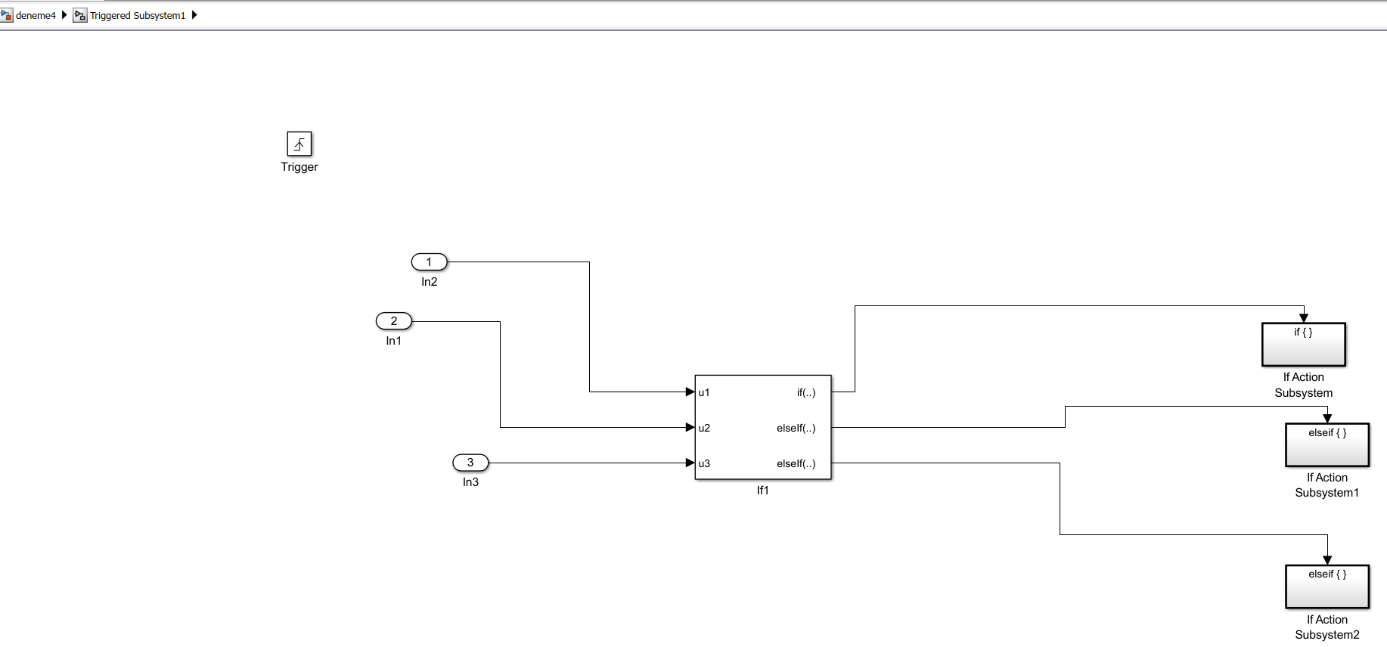 deneme4 Triggered Subsystem1
Trigger
1
In2
2
In1
if { }
If Action
Subsystem
u1 if(..)
u2 elseIf(..)
u3 elseIf(..)
If1
3
In3
elseif { }
If Action
Subsystem1
elseif { }
If Action
Subsystem2